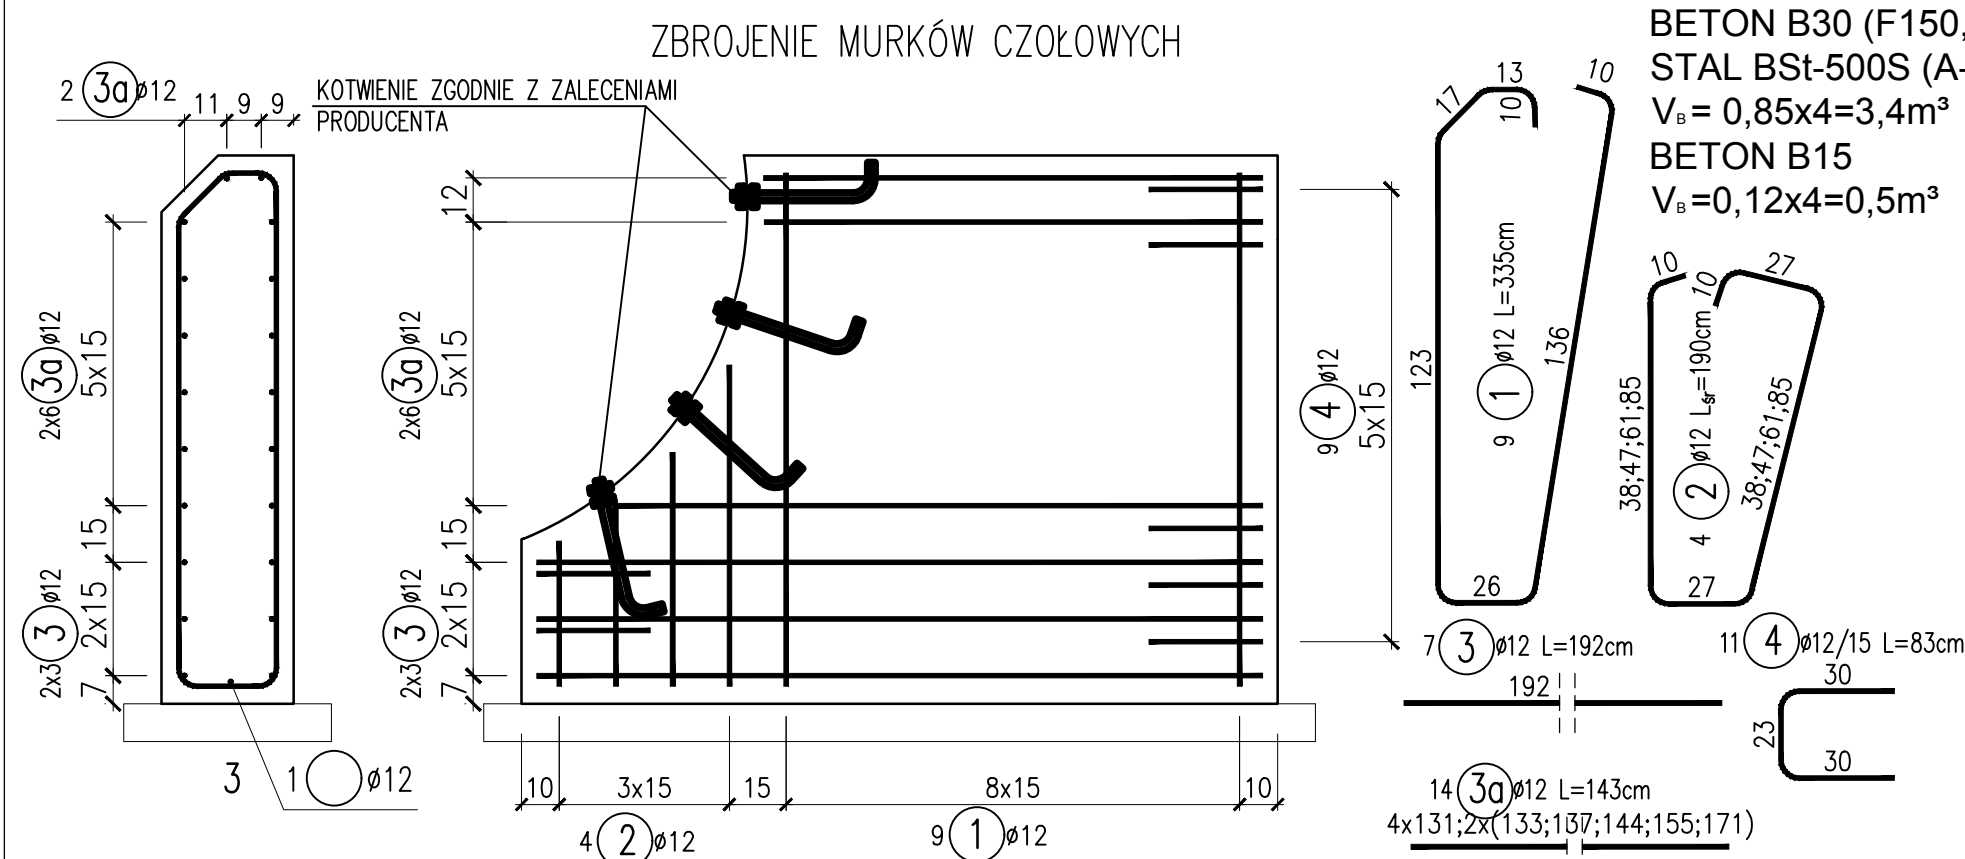 ZBROJENIE MURKÓW CZOŁOWYCH
BETON B30 (F150,
STAL BSt-500S (A-
VB= 0,85x4=3,4m³
BETON B15
VB=0,12x4=0,5m³
2 3a ø12
11 9 9
KOTWIENIE ZGODNIE Z ZALECENIAMI
PRODUCENTA
2x6 3a ø12
5x15
15
2x3 3 ø12
2x15
7
3 1 ø12
12
2x6 3a ø12
5x15
15
2x3 3 ø12
2x15
7
10 3x15 15 8x15 10
4 2 ø12
9 1 ø12
9 4 ø12
5x15
17 13 10 10
123
9 1 ø12 L=335cm
136
26
10 10 27
38;47;61;85
4 2 ø12 Lśr=190cm
38;47;61;85
27
7 3 ø12 L=192cm
192
11 4 ø12/15 L=83cm
30
23
30
14 3a ø12 L=143cm
4x131;2x(133;137;144;155;171)